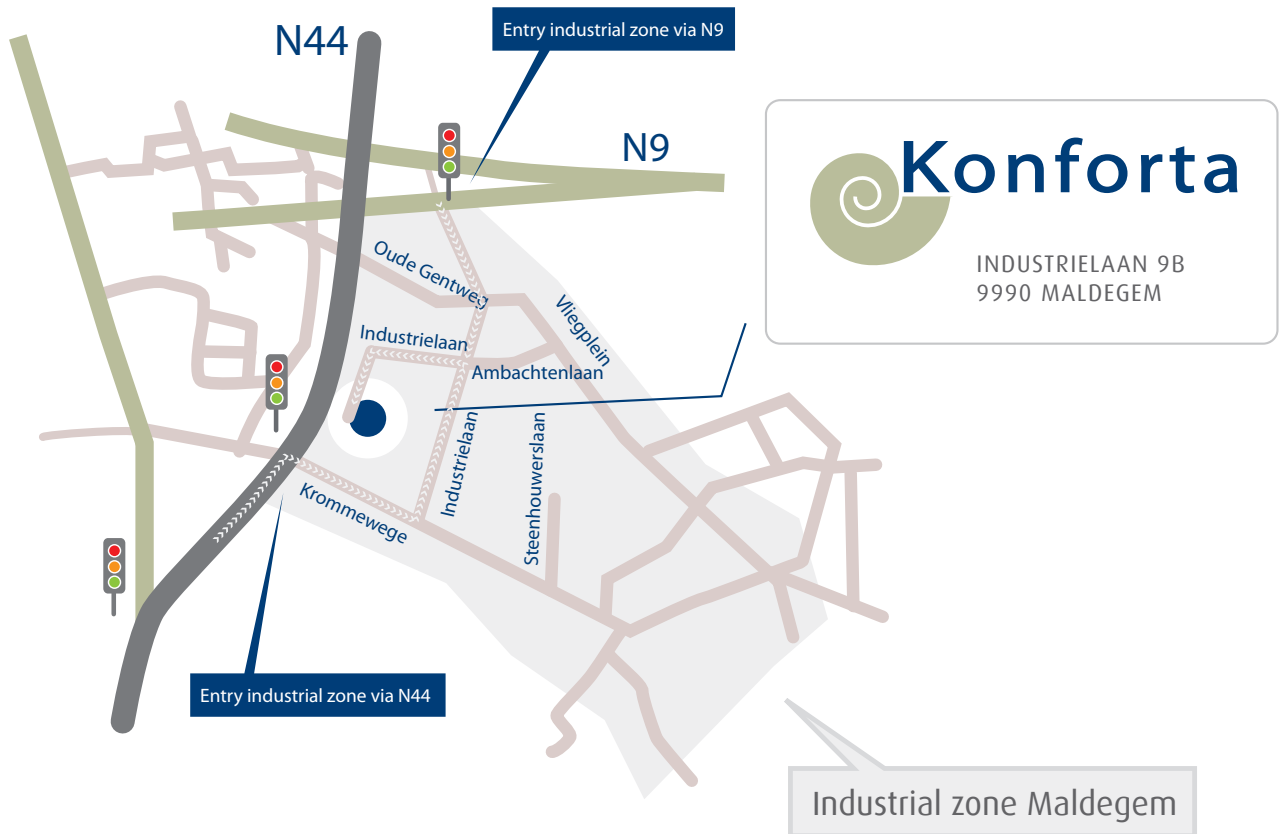 Entry industrial zone via N9
N44
N9
Konforta
INDUSTRIELAAN 9B
9990 MALDEGEM
Oude Gentweg
Vliegplein
Industrielaan
Ambachtenlaan
Industrielaan
Steenhouwerslaan
Krommewege
Entry industrial zone via N44
Industrial zone Maldegem